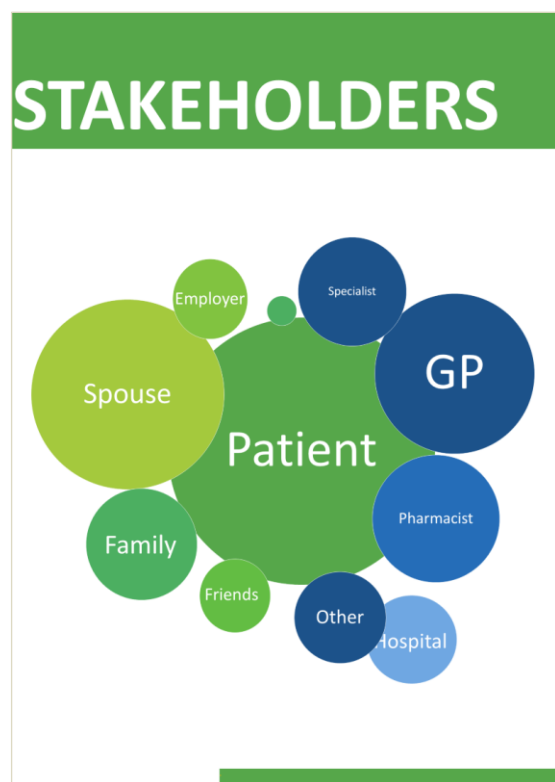 STAKEHOLDERS
Employer
Specialist
GP
Spouse
Patient
Pharmacist
Family
Friends
Other
Hospital